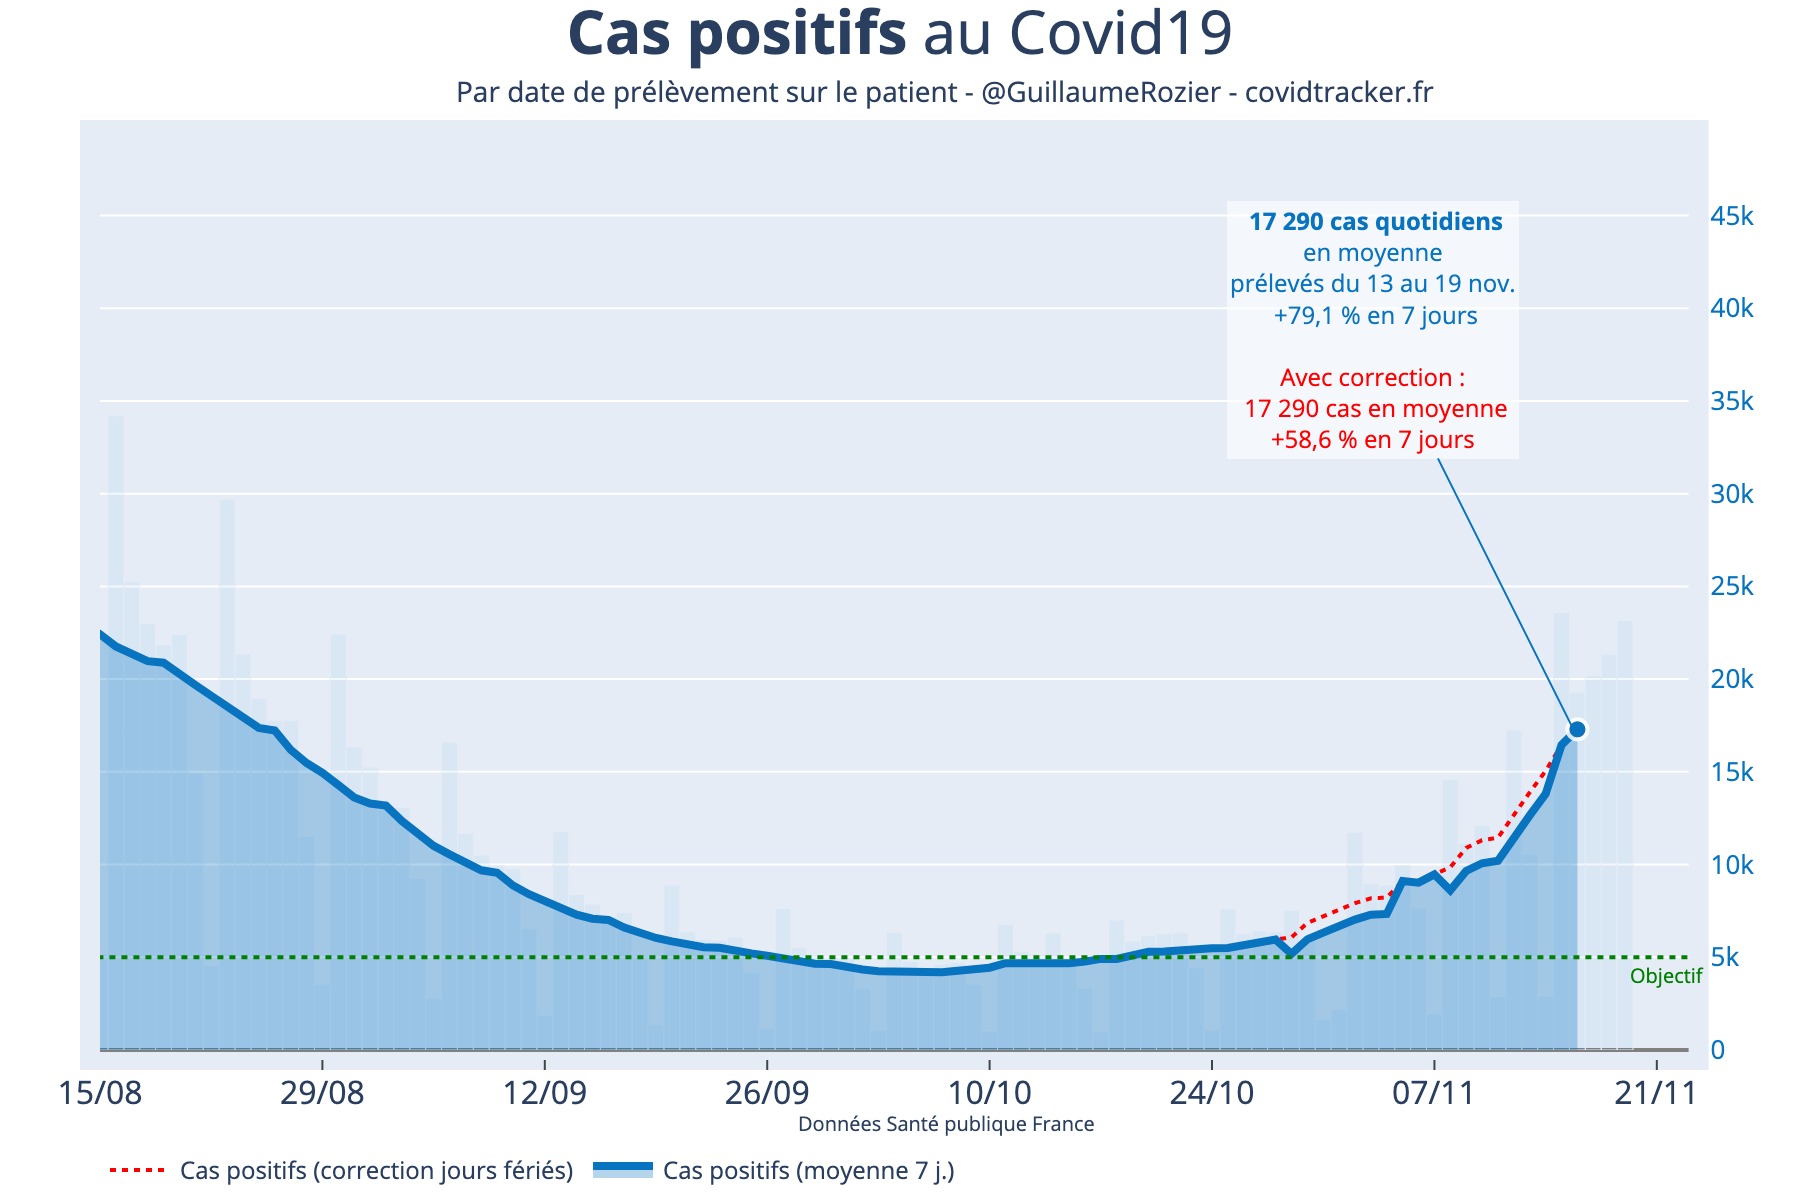 Cas positifs au Covid19
Par date de prélèvement sur le patient - @GuillaumeRozier - covidtracker.fr
17 290 cas quotidiens
en moyenne
prélevés du 13 au 19 nov.
+79,1 % en 7 jours
Avec correction :
17 290 cas en moyenne
+58,6 % en 7 jours
45k
40k
35k
30k
25k
20k
15k
10k
5k
Objectif
0
15/08 29/08 12/09 26/09 10/10 24/10 07/11 21/11
Données Santé publique France
Cas positifs (correction jours fériés) Cas positifs (moyenne 7 j.)